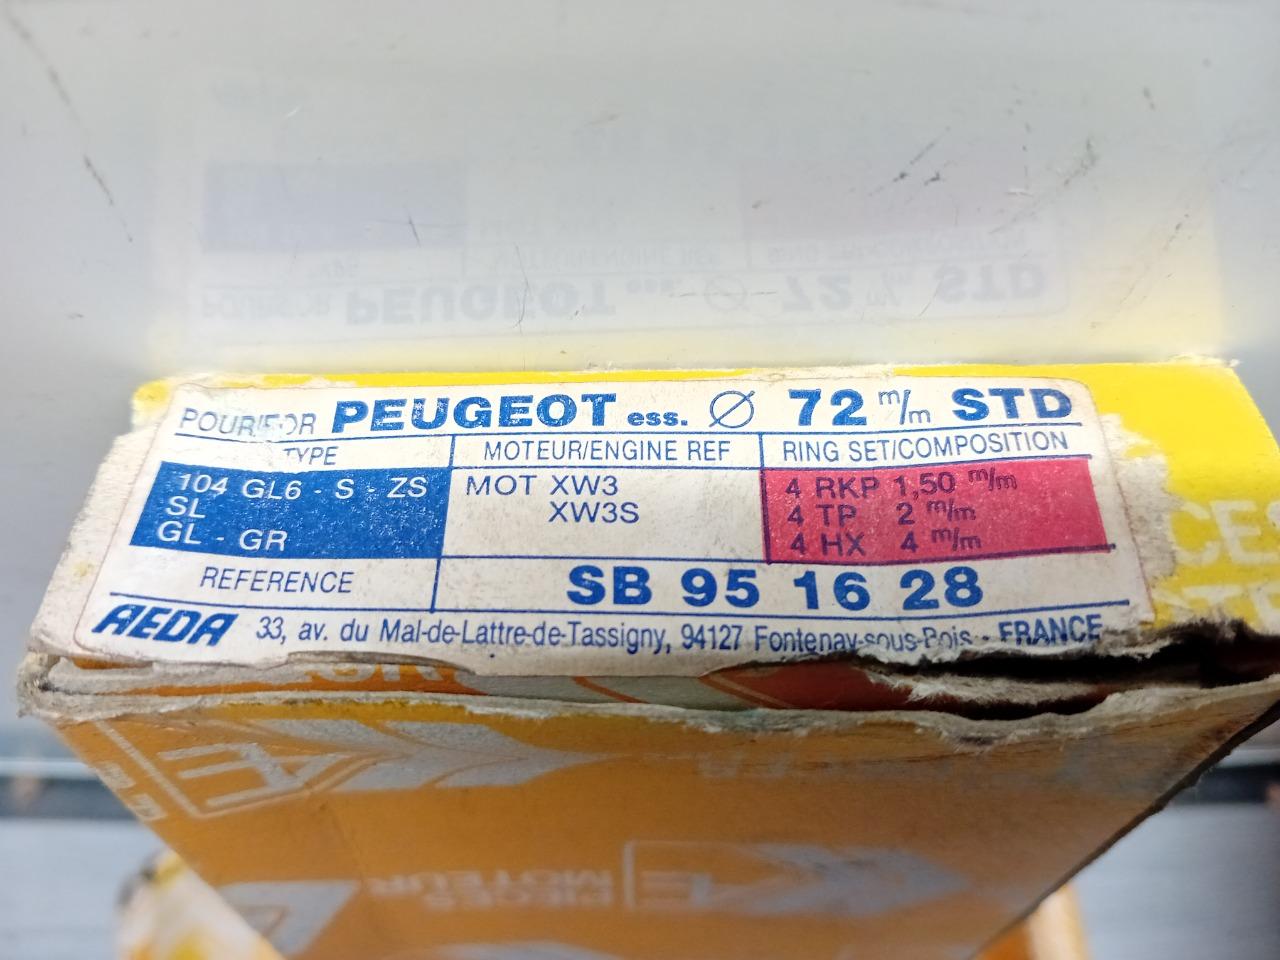 POUR/FOR PEUGEOT ess. Ø 72 m/m STD
TYPE MOTEUR/ENGINE REF RING SET/COMPOSITION
104 GL6 - S - ZS MOT XW3 4 RKP 1,50 m/m
SL XW3S 4 TP 2 m/m
GL - GR 4 HX 4 m/m
REFERENCE SB 95 16 28
AEDA 33, av. du Mal-de-Lattre-de-Tassigny, 94127 Fontenay-sous-Bois - FRANCE
PIECES
MOTEUR